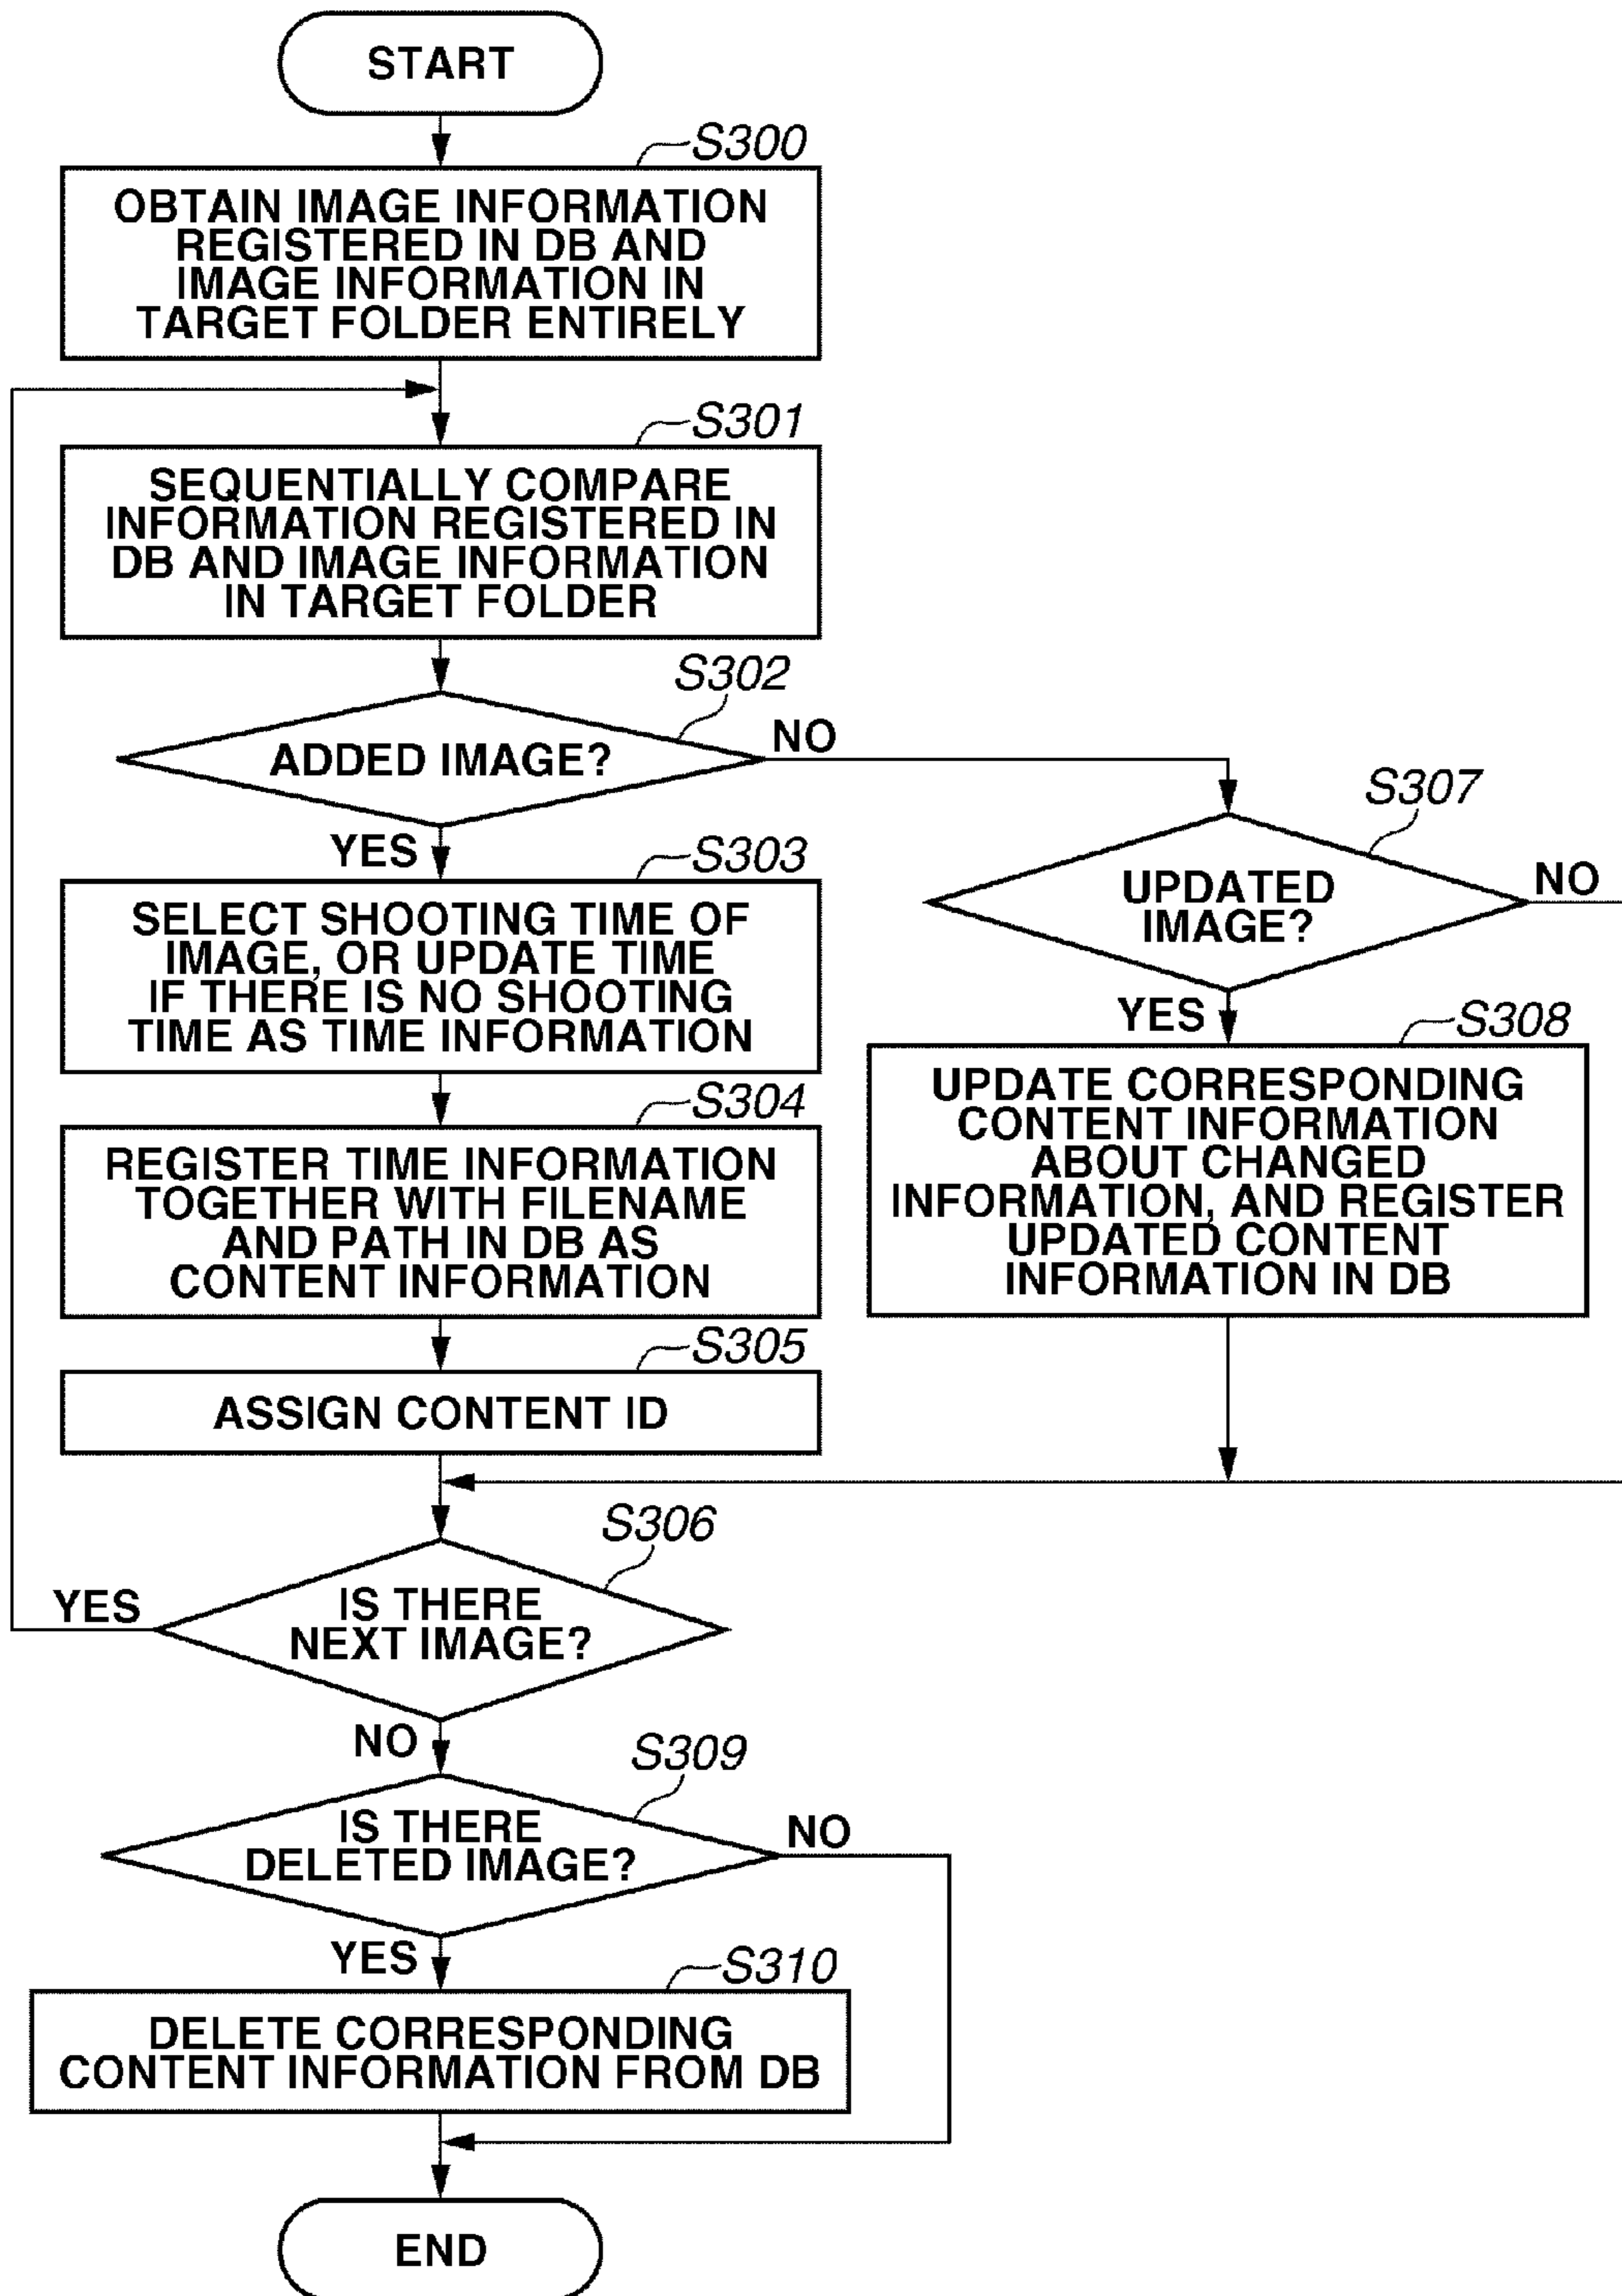 START
S300
OBTAIN IMAGE INFORMATION
REGISTERED IN DB AND
IMAGE INFORMATION IN
TARGET FOLDER ENTIRELY
S301
SEQUENTIALLY COMPARE
INFORMATION REGISTERED IN
DB AND IMAGE INFORMATION
IN TARGET FOLDER
S302
ADDED IMAGE?
NO
YES
S303
SELECT SHOOTING TIME OF
IMAGE, OR UPDATE TIME
IF THERE IS NO SHOOTING
TIME AS TIME INFORMATION
S304
REGISTER TIME INFORMATION
TOGETHER WITH FILENAME
AND PATH IN DB AS
CONTENT INFORMATION
S305
ASSIGN CONTENT ID
S307
UPDATED
IMAGE?
NO
YES
S308
UPDATE CORRESPONDING
CONTENT INFORMATION
ABOUT CHANGED
INFORMATION, AND REGISTER
UPDATED CONTENT
INFORMATION IN DB
S306
IS THERE
NEXT IMAGE?
YES
NO
S309
IS THERE
DELETED IMAGE?
NO
YES
S310
DELETE CORRESPONDING
CONTENT INFORMATION FROM DB
END